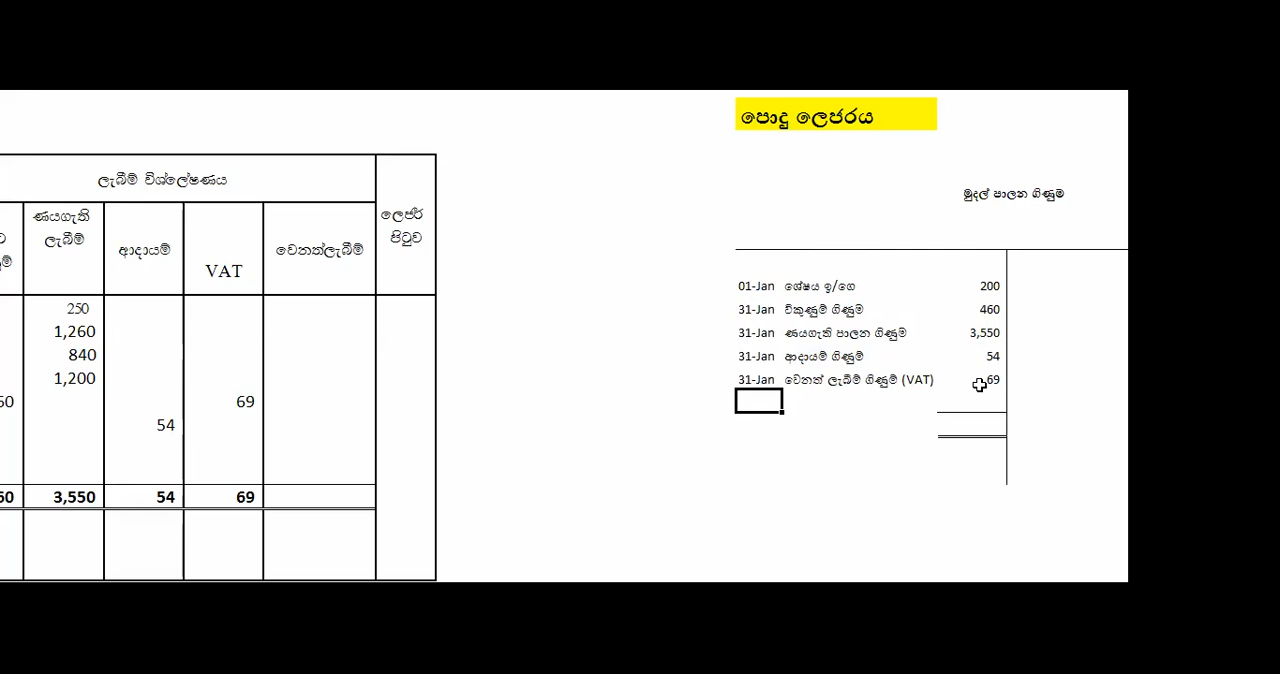 පොදු ලෙජරය
ලැබීම් විශ්ලේෂණය
මුදල් පාලන ගිණුම
ණයගැති
ලැබීම්
ආදායම්
VAT
වෙනත්ලැබීම්
ලෙජර්
පිටුව
01-Jan ශේෂය ඉ/ගෙ 200
31-Jan විකුණුම් ගිණුම 460
31-Jan ණයගැති පාලන ගිණුම 3,550
31-Jan ආදායම් ගිණුම් 54
31-Jan වෙනත් ලැබීම් ගිණුම් (VAT) 69
250
1,260
840
1,200
60 69
54
60 3,550 54 69